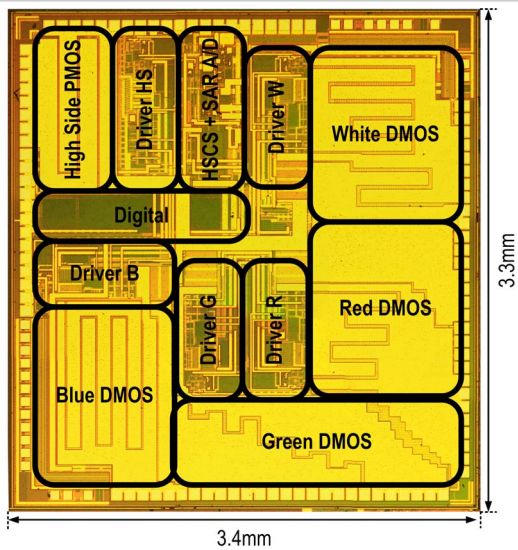 High Side PMOS
Driver HS
HSCS + SAR A/D
Driver W
White DMOS
Digital
Driver B
Driver G
Driver R
Red DMOS
Blue DMOS
Green DMOS
3.3mm
3.4mm